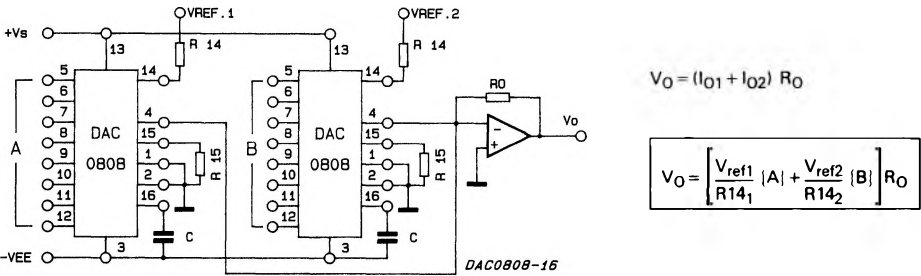 VREF.1
VREF.2
+Vs
13
R 14
13
R 14
5
14
5
14
6
6
R0
7
4
7
4
Vo
A
8
DAC
15
B
8
DAC
15
-
+
9
0808
1
R 15
9
0808
1
R 15
10
2
10
2
11
16
11
16
12
12
C
C
-VEE
3
3
DAC0808-16
VO = (IO1 + IO2) RO
VO = [Vref1/R14₁ {A} + Vref2/R14₂ {B}] RO